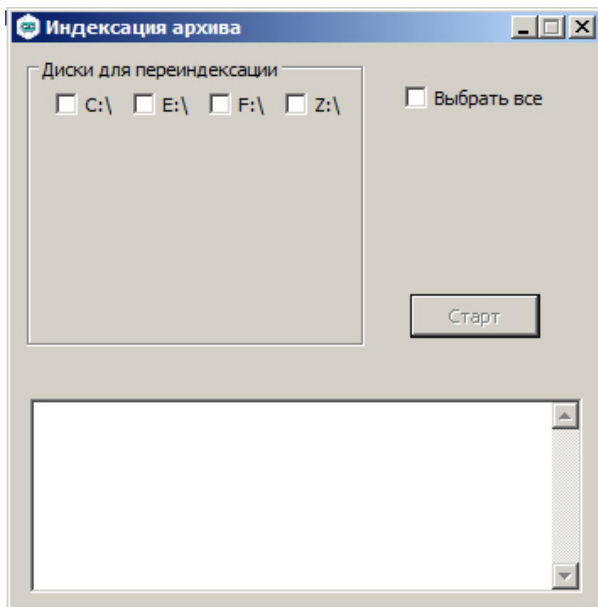 Индексация архива
Диски для переиндексации
C:\ E:\ F:\ Z:\
Выбрать все
Старт